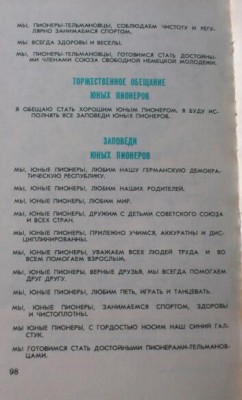 МЫ, ПИОНЕРЫ-ТЕЛЬМАНОВЦЫ, СОБЛЮДАЕМ ЧИСТОТУ И РЕГУ-
ЛЯРНО ЗАНИМАЕМСЯ СПОРТОМ.
МЫ ВСЕГДА ЗДОРОВЫ И ВЕСЕЛЫ.
МЫ, ПИОНЕРЫ-ТЕЛЬМАНОВЦЫ, ГОТОВИМСЯ СТАТЬ ДОСТОЙНЫ-
МИ ЧЛЕНАМИ СОЮЗА СВОБОДНОЙ НЕМЕЦКОЙ МОЛОДЕЖИ.
ТОРЖЕСТВЕННОЕ ОБЕЩАНИЕ
ЮНЫХ ПИОНЕРОВ
Я ОБЕЩАЮ СТАТЬ ХОРОШИМ ЮНЫМ ПИОНЕРОМ. Я БУДУ ИС-
ПОЛНЯТЬ ВСЕ ЗАПОВЕДИ ЮНЫХ ПИОНЕРОВ.
ЗАПОВЕДИ
ЮНЫХ ПИОНЕРОВ
МЫ, ЮНЫЕ ПИОНЕРЫ, ЛЮБИМ НАШУ ГЕРМАНСКУЮ ДЕМОКРА-
ТИЧЕСКУЮ РЕСПУБЛИКУ.
МЫ, ЮНЫЕ ПИОНЕРЫ, ЛЮБИМ НАШИХ РОДИТЕЛЕЙ.
МЫ, ЮНЫЕ ПИОНЕРЫ, ЛЮБИМ МИР.
МЫ, ЮНЫЕ ПИОНЕРЫ, ДРУЖИМ С ДЕТЬМИ СОВЕТСКОГО СОЮЗА
И ВСЕХ СТРАН.
МЫ, ЮНЫЕ ПИОНЕРЫ, ПРИЛЕЖНО УЧИМСЯ, АККУРАТНЫ И ДИС-
ЦИПЛИНИРОВАННЫ.
МЫ, ЮНЫЕ ПИОНЕРЫ, УВАЖАЕМ ВСЕХ ЛЮДЕЙ ТРУДА И ВО
ВСЕМ ПОМОГАЕМ ВЗРОСЛЫМ.
МЫ, ЮНЫЕ ПИОНЕРЫ, ВЕРНЫЕ ДРУЗЬЯ, МЫ ВСЕГДА ПОМОГАЕМ
ДРУГ ДРУГУ.
МЫ, ЮНЫЕ ПИОНЕРЫ, ЛЮБИМ ПЕТЬ, ИГРАТЬ И ТАНЦЕВАТЬ.
МЫ, ЮНЫЕ ПИОНЕРЫ, ЗАНИМАЕМСЯ СПОРТОМ, ЗДОРОВЫ
И ЧИСТОПЛОТНЫ.
МЫ ЮНЫЕ ПИОНЕРЫ, С ГОРДОСТЬЮ НОСИМ НАШ СИНИЙ ГАЛ-
СТУК.
МЫ ГОТОВИМСЯ СТАТЬ ДОСТОЙНЫМИ ПИОНЕРАМИ-ТЕЛЬМАНОВ-
ЦАМИ.
98